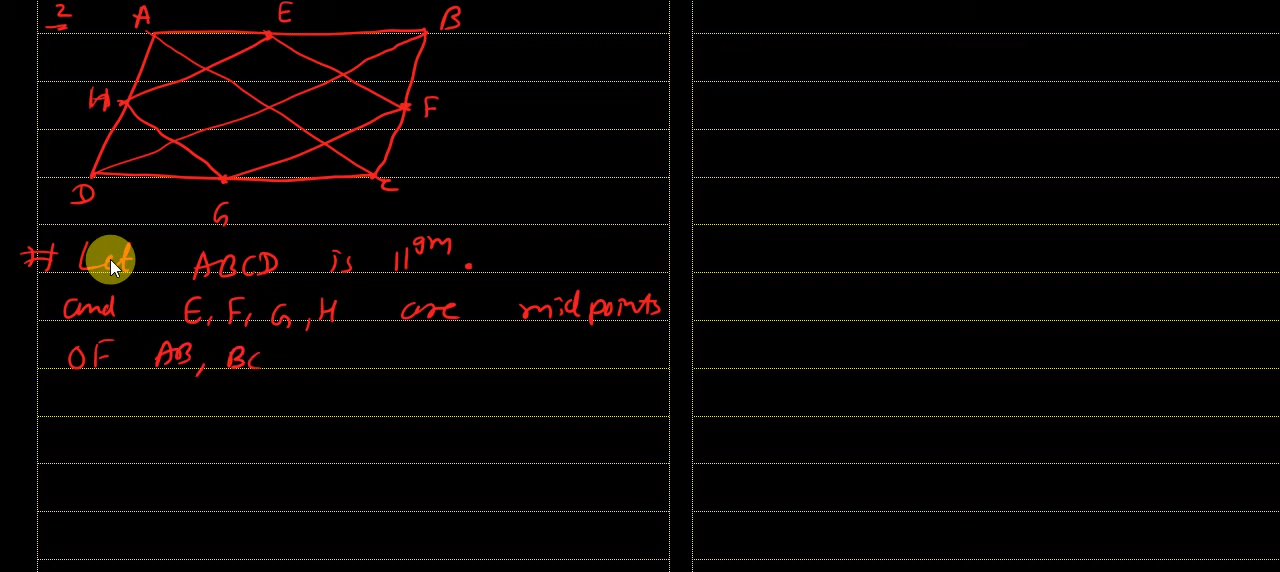 2
A E B
H F
D C
G
# Let ABCD is ||gm.
and E, F, G, H are midpoints
OF AB, BC